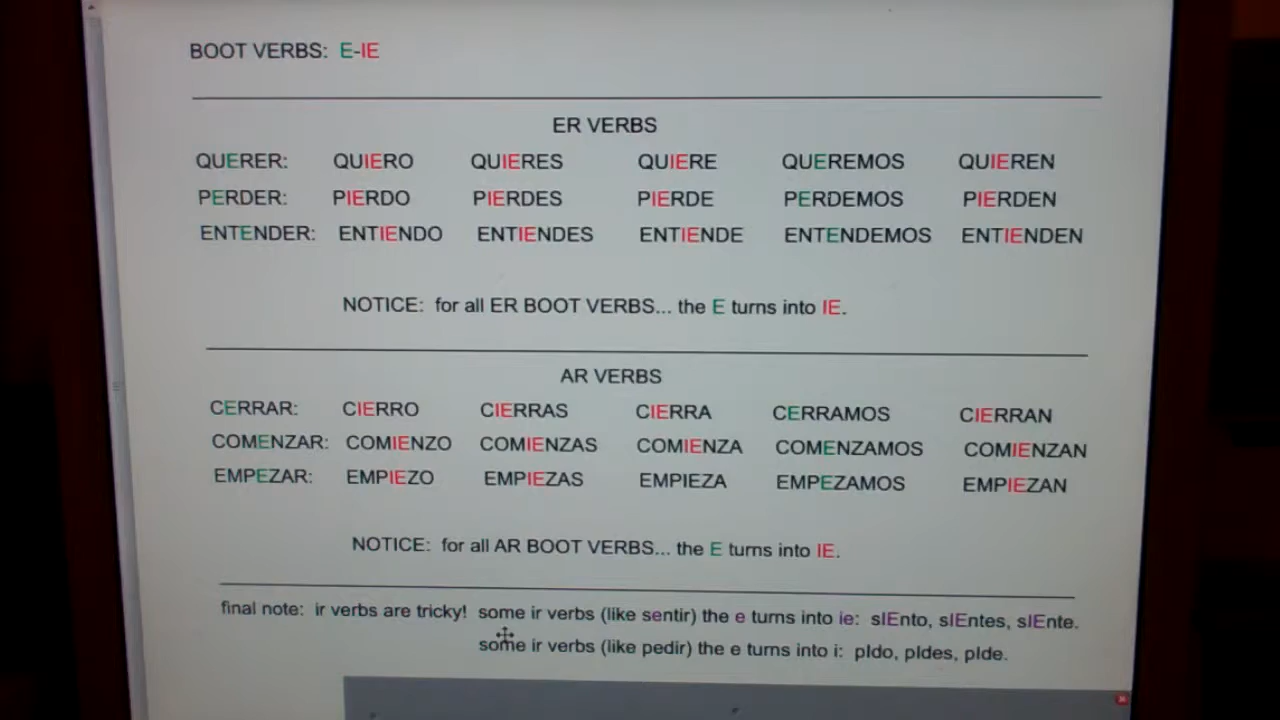 BOOT VERBS: E-IE
ER VERBS
QUERER: QUIERO QUIERES QUIERE QUEREMOS QUIEREN
PERDER: PIERDO PIERDES PIERDE PERDEMOS PIERDEN
ENTENDER: ENTIENDO ENTIENDES ENTIENDE ENTENDEMOS ENTIENDEN
NOTICE: for all ER BOOT VERBS... the E turns into IE.
AR VERBS
CERRAR: CIERRO CIERRAS CIERRA CERRAMOS CIERRAN
COMENZAR: COMIENZO COMIENZAS COMIENZA COMENZAMOS COMIENZAN
EMPEZAR: EMPIEZO EMPIEZAS EMPIEZA EMPEZAMOS EMPIEZAN
NOTICE: for all AR BOOT VERBS... the E turns into IE.
final note: ir verbs are tricky! some ir verbs (like sentir) the e turns into ie: sIEnto, sIEntes, sIEnte.
some ir verbs (like pedir) the e turns into i: pIdo, pIdes, pIde.